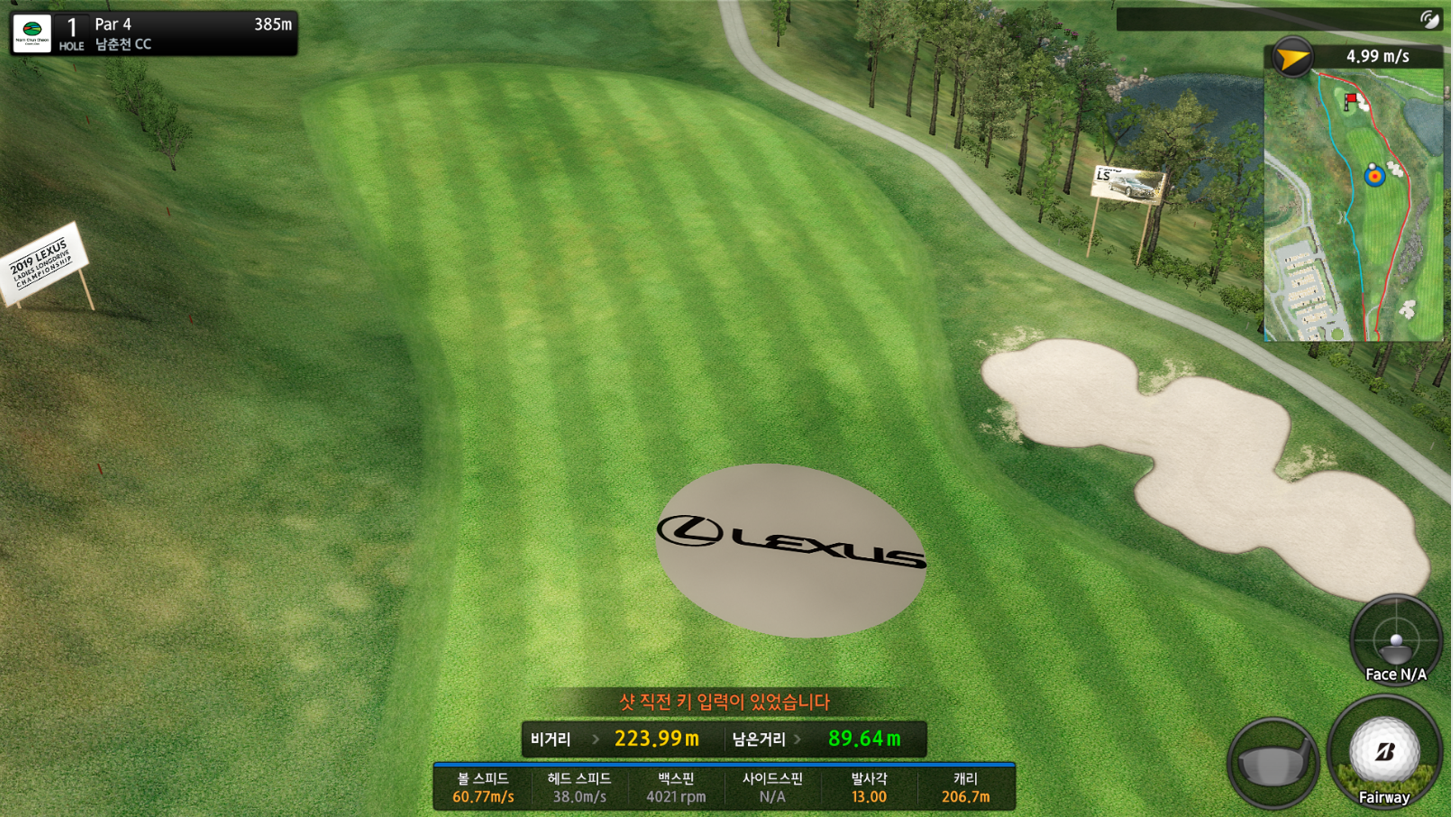 1
HOLE
Par 4
385m
남춘천 CC
4.99 m/s
LS
2019 LEXUS
LADIES LONGDRIVE
CHAMPIONSHIP
LEXUS
Face N/A
샷 직전 키 입력이 있었습니다
비거리 > 223.99m 남은거리 > 89.64m
볼 스피드 헤드 스피드 백스핀 사이드스핀 발사각 캐리
60.77m/s 38.0m/s 4021 rpm N/A 13.00 206.7m
B
Fairway